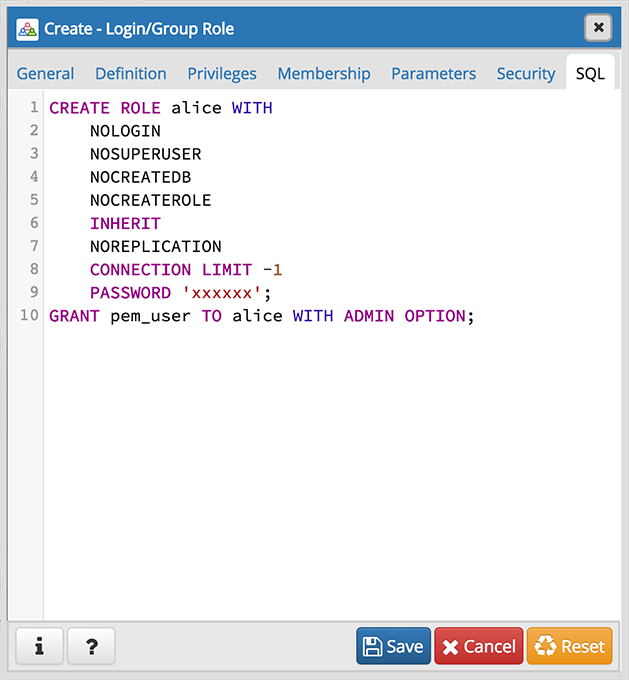 Create - Login/Group Role
General Definition Privileges Membership Parameters Security SQL
1 CREATE ROLE alice WITH
2 NOLOGIN
3 NOSUPERUSER
4 NOCREATEDB
5 NOCREATEROLE
6 INHERIT
7 NOREPLICATION
8 CONNECTION LIMIT -1
9 PASSWORD 'xxxxxx';
10 GRANT pem_user TO alice WITH ADMIN OPTION;
i ? Save Cancel Reset